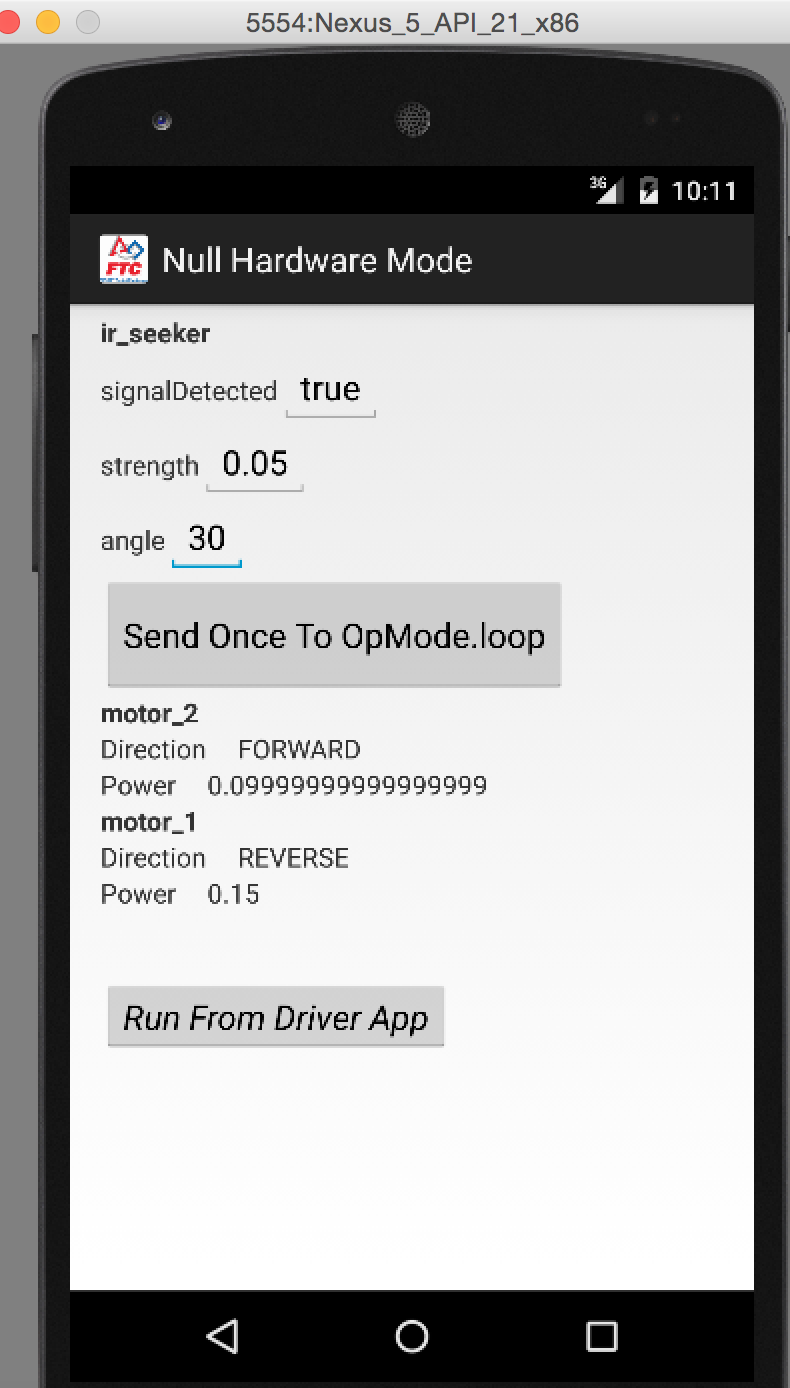 5554:Nexus_5_API_21_x86
3G 10:11
FTC
Null Hardware Mode
ir_seeker
signalDetected true
strength 0.05
angle 30
Send Once To OpMode.loop
motor_2
Direction FORWARD
Power 0.09999999999999999
motor_1
Direction REVERSE
Power 0.15
Run From Driver App